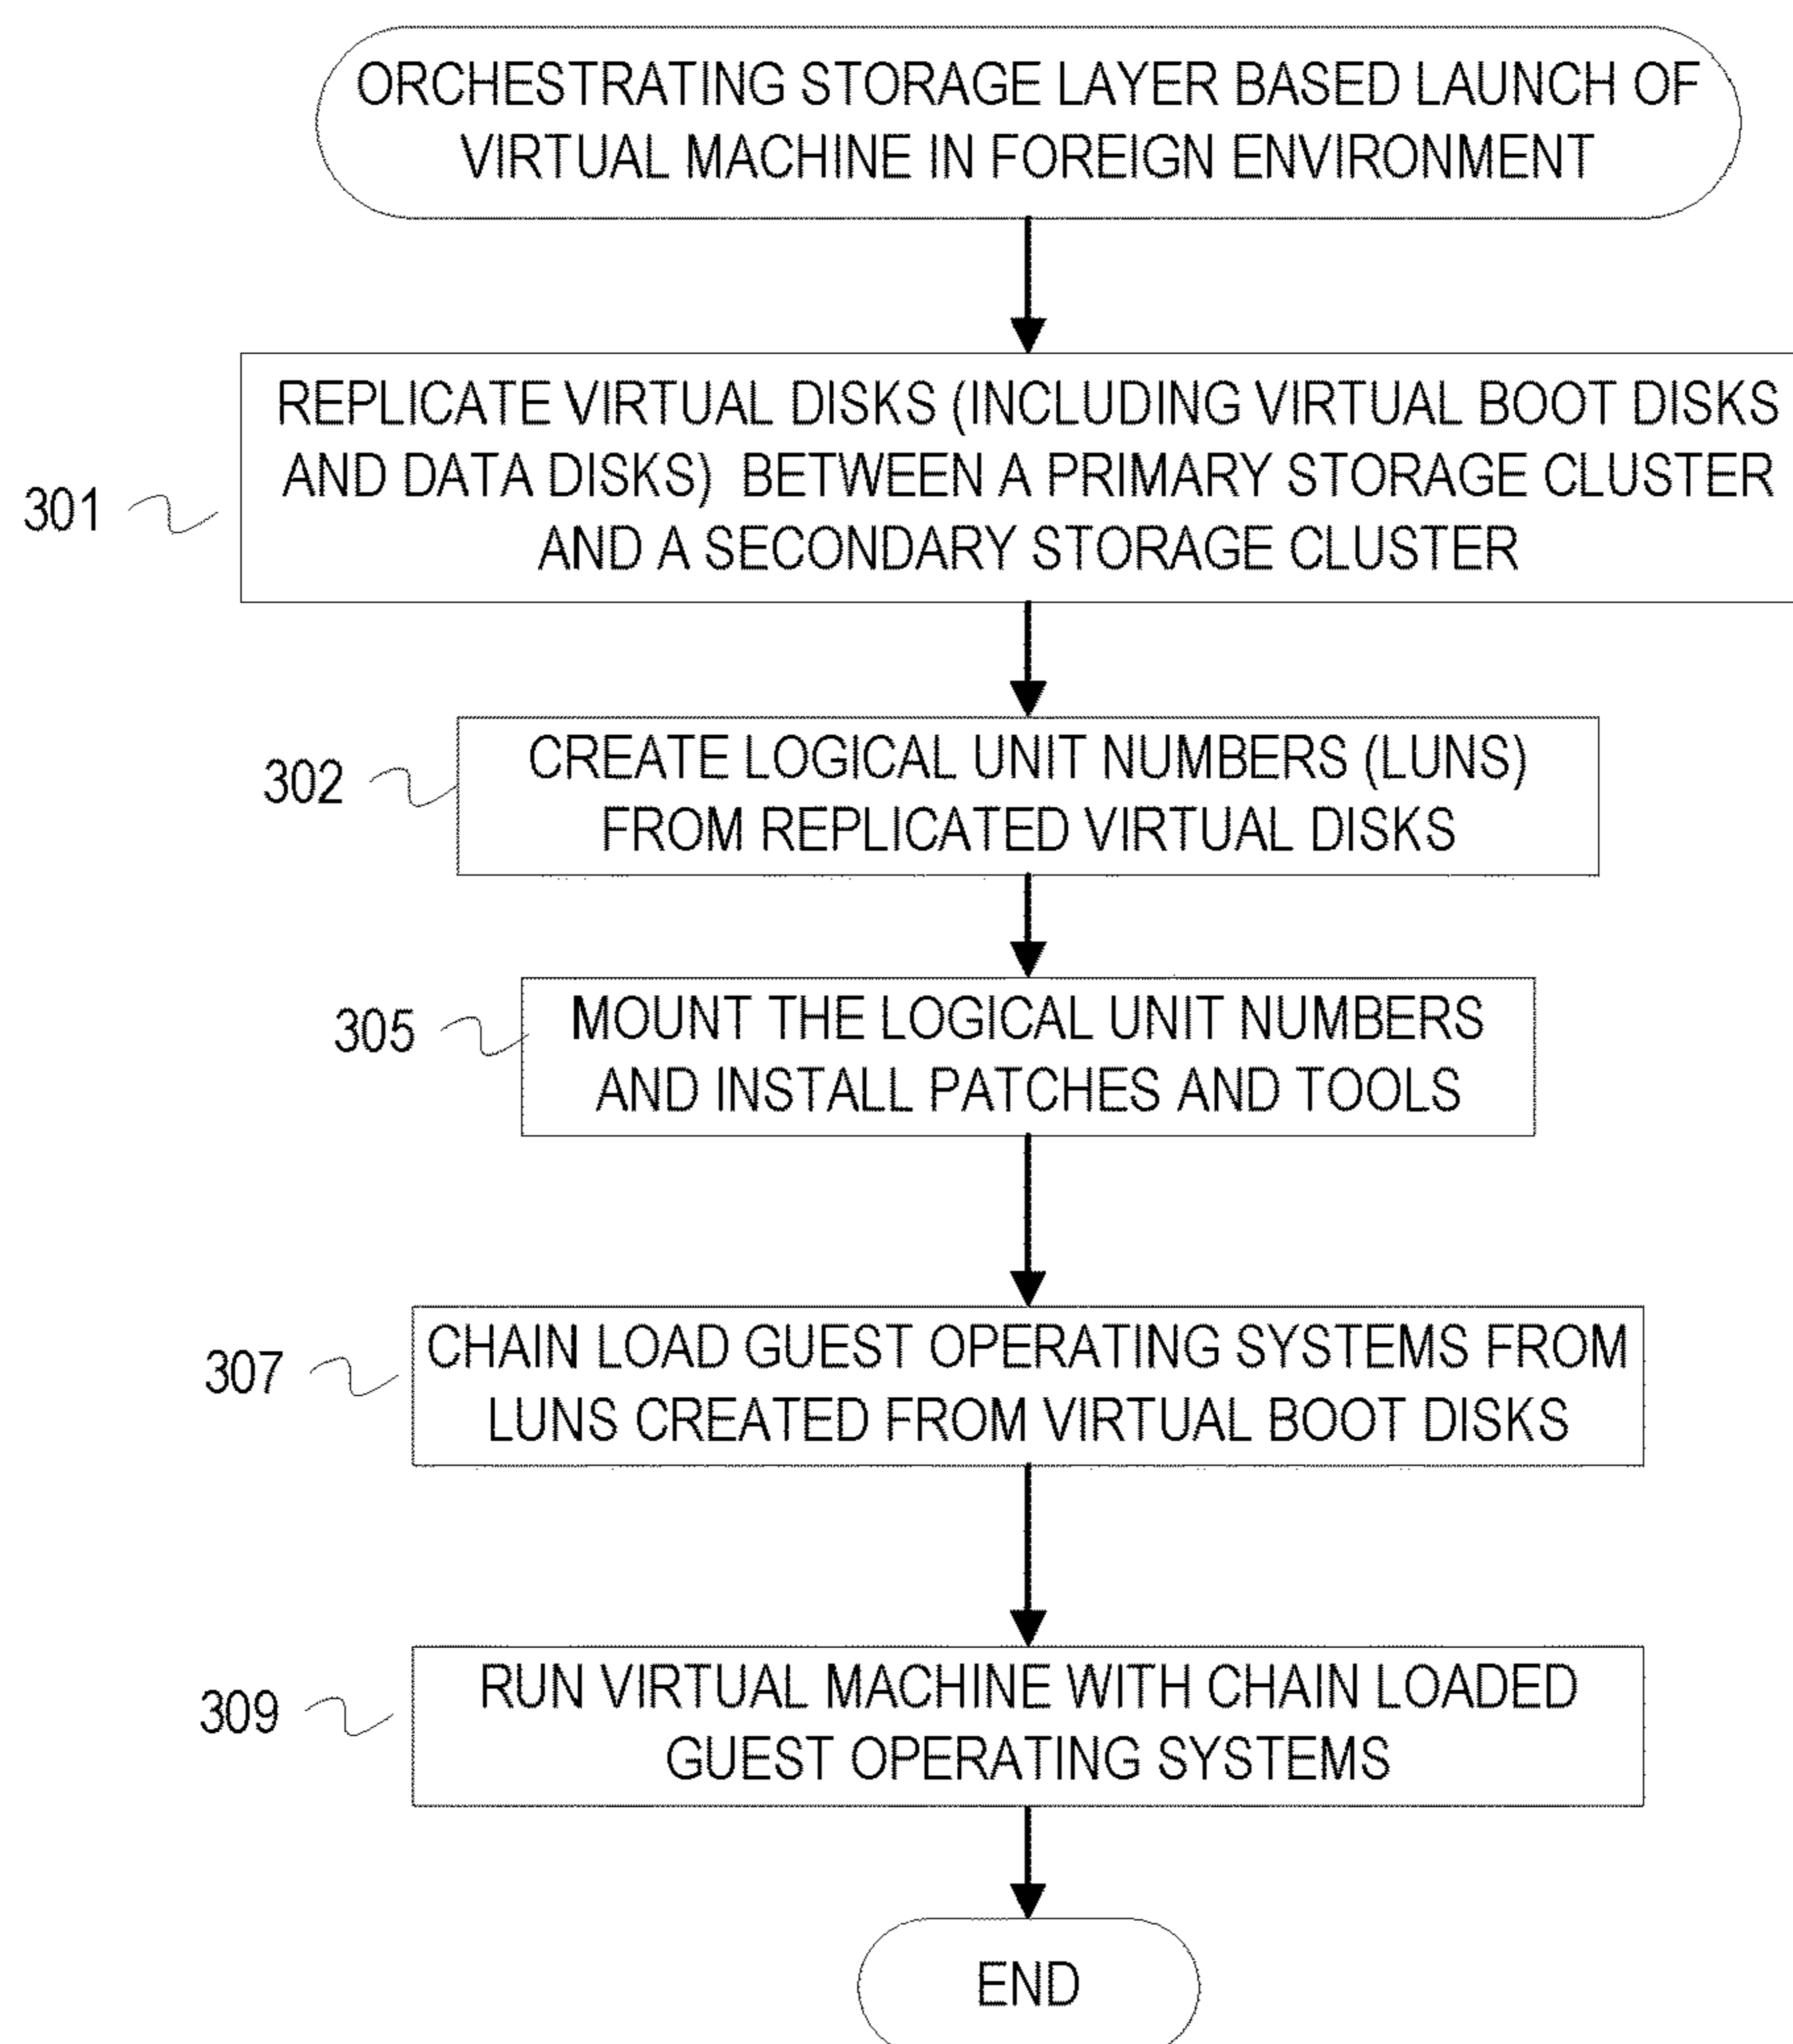 ORCHESTRATING STORAGE LAYER BASED LAUNCH OF
VIRTUAL MACHINE IN FOREIGN ENVIRONMENT
301
REPLICATE VIRTUAL DISKS (INCLUDING VIRTUAL BOOT DISKS
AND DATA DISKS) BETWEEN A PRIMARY STORAGE CLUSTER
AND A SECONDARY STORAGE CLUSTER
302
CREATE LOGICAL UNIT NUMBERS (LUNS)
FROM REPLICATED VIRTUAL DISKS
305
MOUNT THE LOGICAL UNIT NUMBERS
AND INSTALL PATCHES AND TOOLS
307
CHAIN LOAD GUEST OPERATING SYSTEMS FROM
LUNS CREATED FROM VIRTUAL BOOT DISKS
309
RUN VIRTUAL MACHINE WITH CHAIN LOADED
GUEST OPERATING SYSTEMS
END